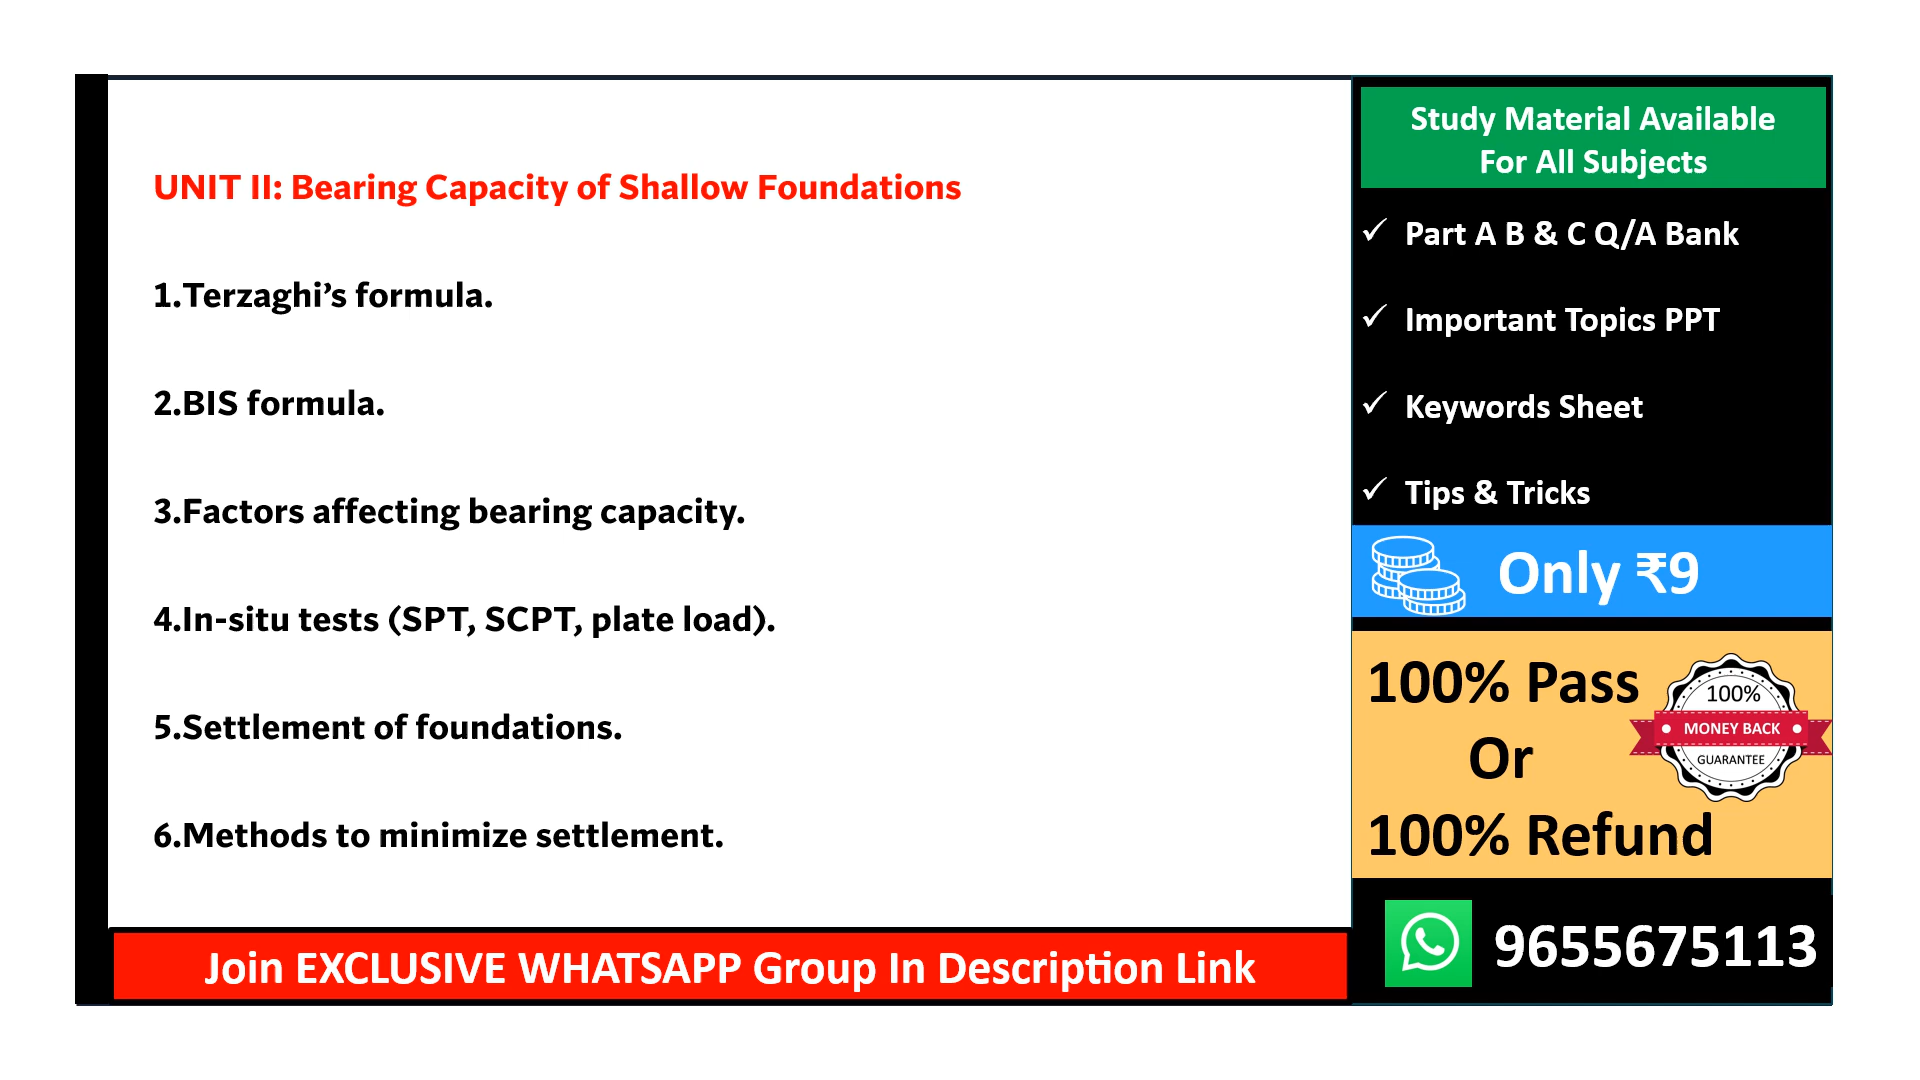 UNIT II: Bearing Capacity of Shallow Foundations
1.Terzaghi’s formula.
2.BIS formula.
3.Factors affecting bearing capacity.
4.In-situ tests (SPT, SCPT, plate load).
5.Settlement of foundations.
6.Methods to minimize settlement.
Join EXCLUSIVE WHATSAPP Group In Description Link
Study Material Available
For All Subjects
✓ Part A B & C Q/A Bank
✓ Important Topics PPT
✓ Keywords Sheet
✓ Tips & Tricks
Only ₹9
100% Pass
Or
100% Refund
100%
MONEY BACK
GUARANTEE
9655675113